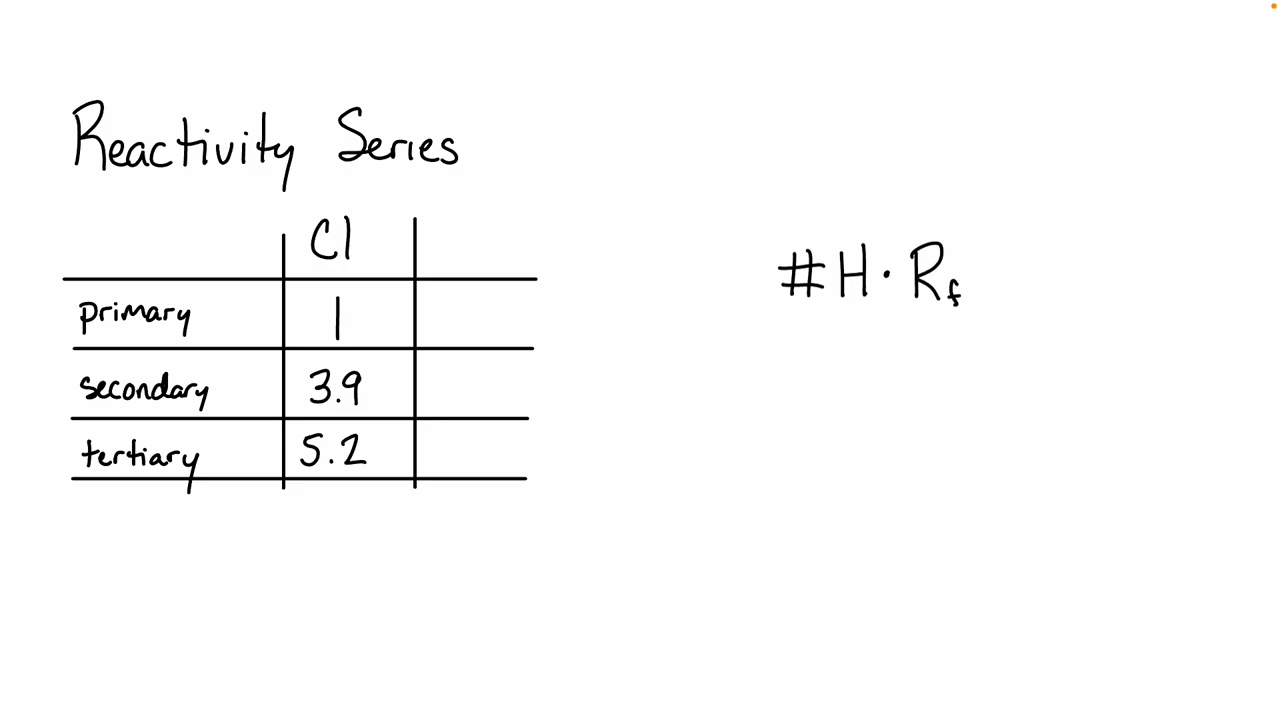 Reactivity Series
Cl
#H · Rf
primary 1
secondary 3.9
tertiary 5.2